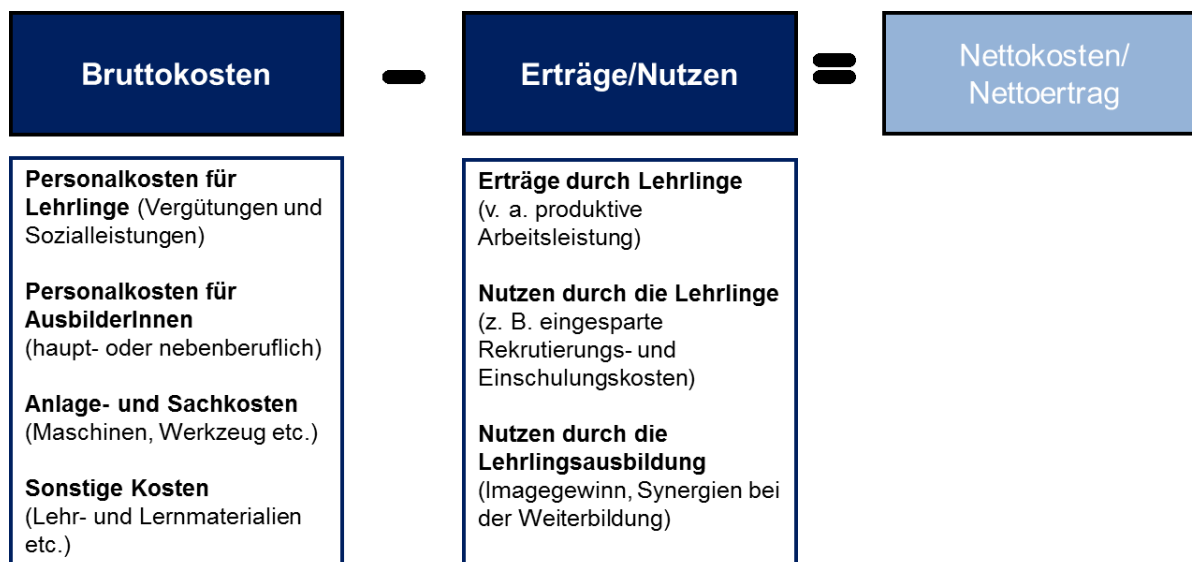 Bruttokosten
Erträge/Nutzen
Nettokosten/
Nettoertrag
Personalkosten für
Lehrlinge (Vergütungen und
Sozialleistungen)
Personalkosten für
AusbilderInnen
(haupt- oder nebenberuflich)
Anlage- und Sachkosten
(Maschinen, Werkzeug etc.)
Sonstige Kosten
(Lehr- und Lernmaterialien
etc.)
Erträge durch Lehrlinge
(v. a. produktive
Arbeitsleistung)
Nutzen durch die Lehrlinge
(z. B. eingesparte
Rekrutierungs- und
Einschulungskosten)
Nutzen durch die
Lehrlingsausbildung
(Imagegewinn, Synergien bei
der Weiterbildung)